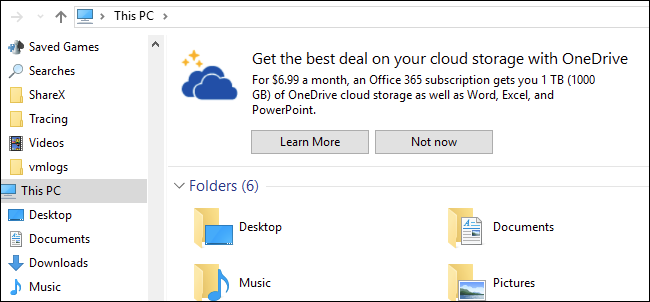 This PC
Saved Games
Searches
ShareX
Tracing
Videos
vmlogs
This PC
Desktop
Documents
Downloads
Music
Get the best deal on your cloud storage with OneDrive
For $6.99 a month, an Office 365 subscription gets you 1 TB (1000
GB) of OneDrive cloud storage as well as Word, Excel, and
PowerPoint.
Learn More
Not now
Folders (6)
Desktop
Documents
Music
Pictures